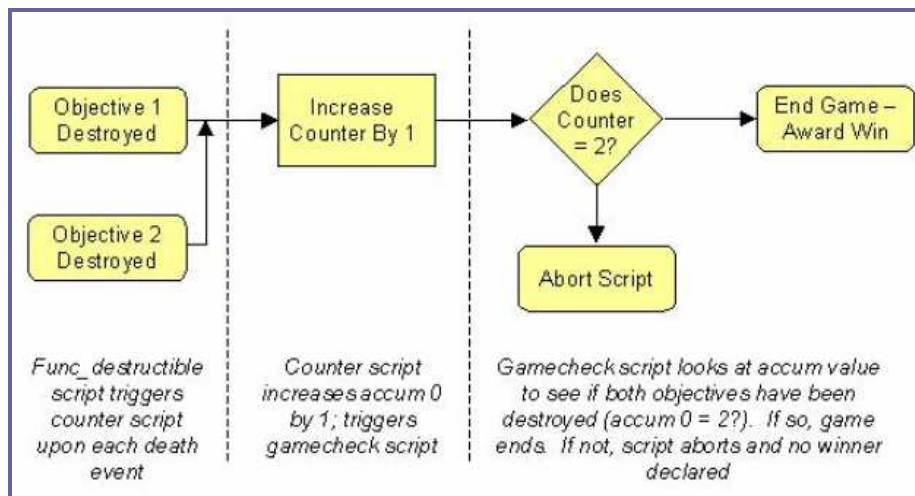 Objective 1
Destroyed
Increase
Counter By 1
Does
Counter
= 2?
End Game –
Award Win
Objective 2
Destroyed
Abort Script
Func_destructible
script triggers
counter script
upon each death
event
Counter script
increases accum 0
by 1; triggers
gamecheck script
Gamecheck script looks at accum value
to see if both objectives have been
destroyed (accum 0 = 2?). If so, game
ends. If not, script aborts and no winner
declared